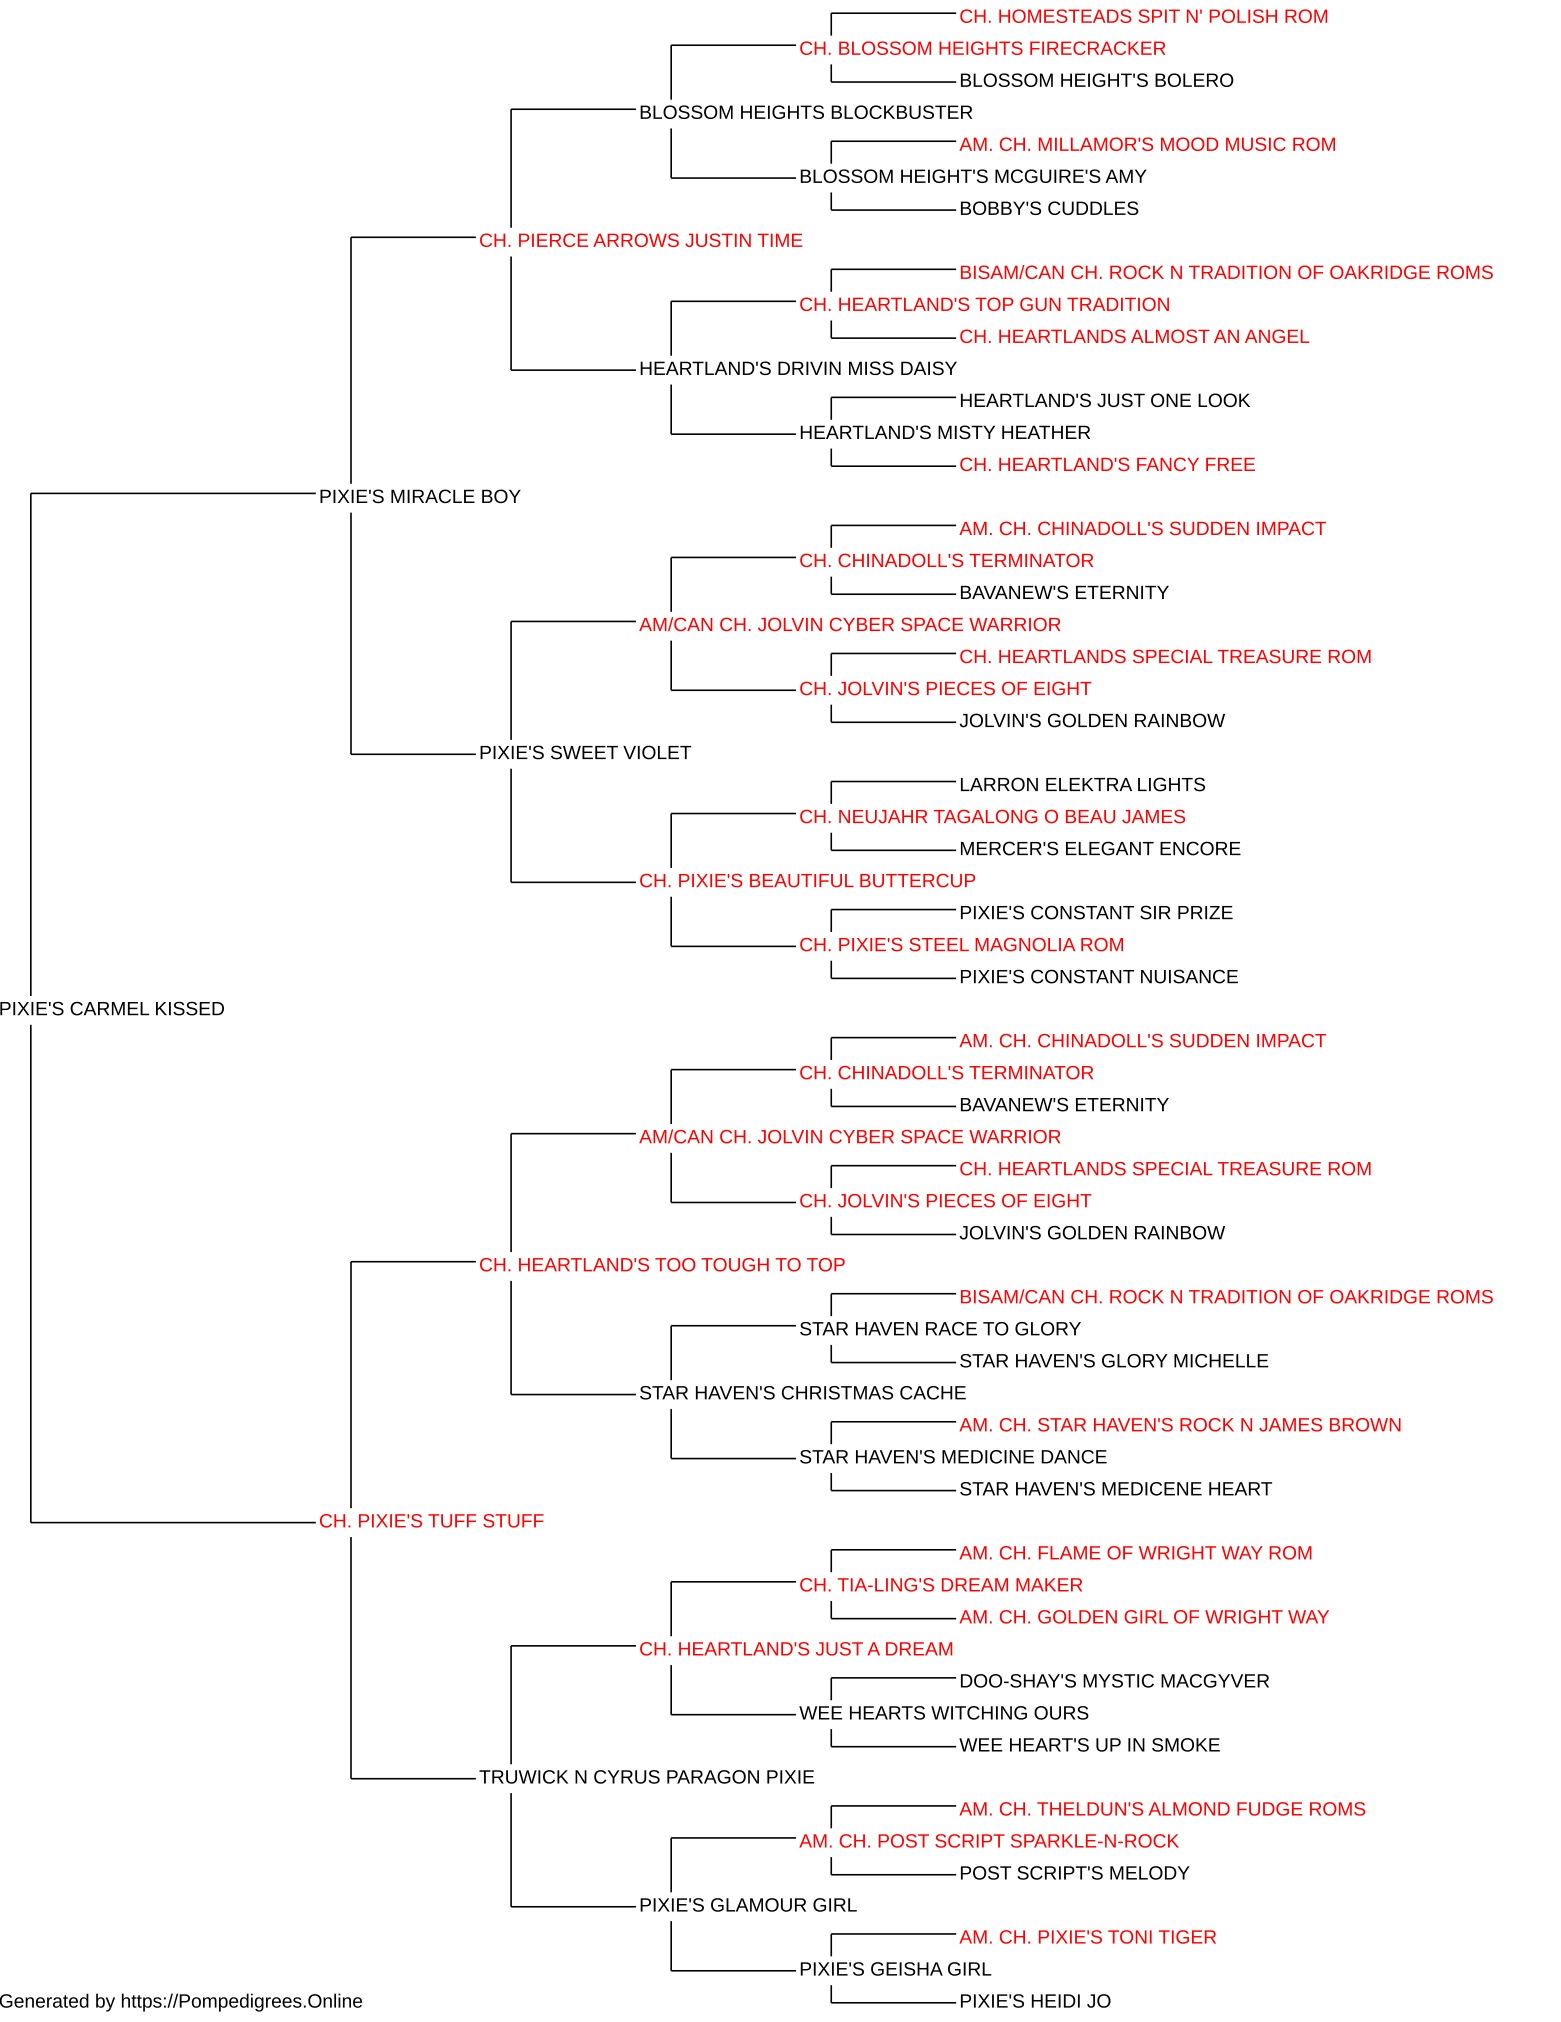 CH. HOMESTEADS SPIT N' POLISH ROM
CH. BLOSSOM HEIGHTS FIRECRACKER
BLOSSOM HEIGHT'S BOLERO
BLOSSOM HEIGHTS BLOCKBUSTER
AM. CH. MILLAMOR'S MOOD MUSIC ROM
BLOSSOM HEIGHT'S MCGUIRE'S AMY
BOBBY'S CUDDLES
CH. PIERCE ARROWS JUSTIN TIME
BISAM/CAN CH. ROCK N TRADITION OF OAKRIDGE ROMS
CH. HEARTLAND'S TOP GUN TRADITION
CH. HEARTLANDS ALMOST AN ANGEL
HEARTLAND'S DRIVIN MISS DAISY
HEARTLAND'S JUST ONE LOOK
HEARTLAND'S MISTY HEATHER
CH. HEARTLAND'S FANCY FREE
PIXIE'S MIRACLE BOY
AM. CH. CHINADOLL'S SUDDEN IMPACT
CH. CHINADOLL'S TERMINATOR
BAVANEW'S ETERNITY
AM/CAN CH. JOLVIN CYBER SPACE WARRIOR
CH. HEARTLANDS SPECIAL TREASURE ROM
CH. JOLVIN'S PIECES OF EIGHT
JOLVIN'S GOLDEN RAINBOW
PIXIE'S SWEET VIOLET
LARRON ELEKTRA LIGHTS
CH. NEUJAHR TAGALONG O BEAU JAMES
MERCER'S ELEGANT ENCORE
CH. PIXIE'S BEAUTIFUL BUTTERCUP
PIXIE'S CONSTANT SIR PRIZE
CH. PIXIE'S STEEL MAGNOLIA ROM
PIXIE'S CONSTANT NUISANCE
PIXIE'S CARMEL KISSED
AM. CH. CHINADOLL'S SUDDEN IMPACT
CH. CHINADOLL'S TERMINATOR
BAVANEW'S ETERNITY
AM/CAN CH. JOLVIN CYBER SPACE WARRIOR
CH. HEARTLANDS SPECIAL TREASURE ROM
CH. JOLVIN'S PIECES OF EIGHT
JOLVIN'S GOLDEN RAINBOW
CH. HEARTLAND'S TOO TOUGH TO TOP
BISAM/CAN CH. ROCK N TRADITION OF OAKRIDGE ROMS
STAR HAVEN RACE TO GLORY
STAR HAVEN'S GLORY MICHELLE
STAR HAVEN'S CHRISTMAS CACHE
AM. CH. STAR HAVEN'S ROCK N JAMES BROWN
STAR HAVEN'S MEDICINE DANCE
STAR HAVEN'S MEDICENE HEART
CH. PIXIE'S TUFF STUFF
AM. CH. FLAME OF WRIGHT WAY ROM
CH. TIA-LING'S DREAM MAKER
AM. CH. GOLDEN GIRL OF WRIGHT WAY
CH. HEARTLAND'S JUST A DREAM
DOO-SHAY'S MYSTIC MACGYVER
WEE HEARTS WITCHING OURS
WEE HEART'S UP IN SMOKE
TRUWICK N CYRUS PARAGON PIXIE
AM. CH. THELDUN'S ALMOND FUDGE ROMS
AM. CH. POST SCRIPT SPARKLE-N-ROCK
POST SCRIPT'S MELODY
PIXIE'S GLAMOUR GIRL
AM. CH. PIXIE'S TONI TIGER
PIXIE'S GEISHA GIRL
PIXIE'S HEIDI JO
Generated by https://Pompedigrees.Online